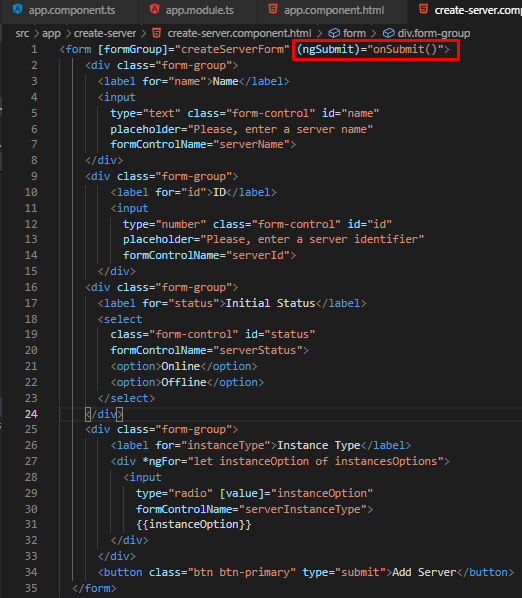 app.component.ts app.module.ts app.component.html create-server.comp
src > app > create-server > create-server.component.html > form > div.form-group
1 <form [formGroup]="createServerForm" (ngSubmit)="onSubmit()">
2 <div class="form-group">
3 <label for="name">Name</label>
4 <input
5 type="text" class="form-control" id="name"
6 placeholder="Please, enter a server name"
7 formControlName="serverName">
8 </div>
9 <div class="form-group">
10 <label for="id">ID</label>
11 <input
12 type="number" class="form-control" id="id"
13 placeholder="Please, enter a server identifier"
14 formControlName="serverId">
15 </div>
16 <div class="form-group">
17 <label for="status">Initial Status</label>
18 <select
19 class="form-control" id="status"
20 formControlName="serverStatus">
21 <option>Online</option>
22 <option>Offline</option>
23 </select>
24 </div>
25 <div class="form-group">
26 <label for="instanceType">Instance Type</label>
27 <div *ngFor="let instanceOption of instancesOptions">
28 <input
29 type="radio" [value]="instanceOption"
30 formControlName="serverInstanceType">
31 {{instanceOption}}
32 </div>
33 </div>
34 <button class="btn btn-primary" type="submit">Add Server</button>
35 </form>